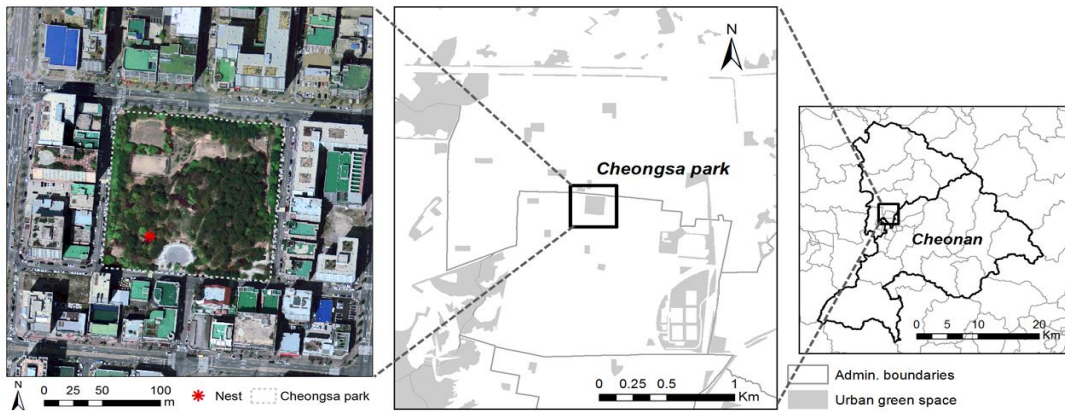 N
Cheongsa park
Cheonan
0 25 50 100
m
N
Nest
Cheongsa park
0 0.25 0.5 1
Km
0 5 10 20
Km
Admin. boundaries
Urban green space